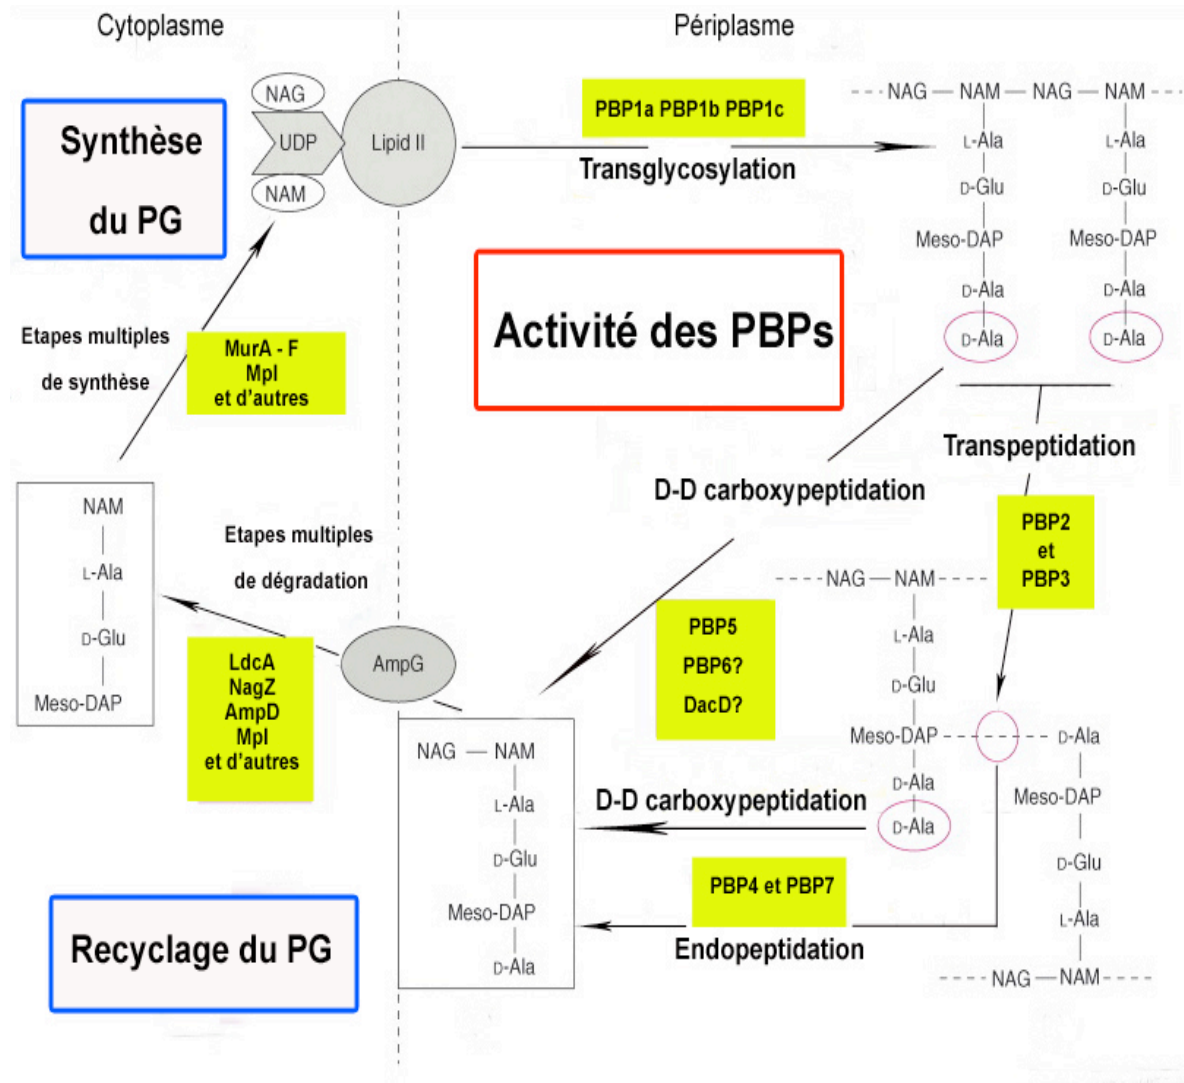 Cytoplasme
Périplasme
NAG
UDP
NAM
Lipid II
Synthèse
du PG
PBP1a PBP1b PBP1c
Transglycosylation
--- NAG — NAM — NAG — NAM ---
L-Ala
L-Ala
D-Glu
D-Glu
Meso-DAP
Meso-DAP
D-Ala
D-Ala
D-Ala
D-Ala
Activité des PBPs
Etapes multiples
de synthèse
MurA - F
Mpl
et d'autres
Transpeptidation
D-D carboxypeptidation
PBP2
et
PBP3
NAM
L-Ala
D-Glu
Meso-DAP
Etapes multiples
de dégradation
LdcA
NagZ
AmpD
Mpl
et d'autres
AmpG
PBP5
PBP6?
DacD?
----NAG—NAM----
L-Ala
D-Glu
Meso-DAP
D-Ala
D-Ala
D-Ala
Meso-DAP
D-Glu
L-Ala
----NAG—NAM----
NAG — NAM
L-Ala
D-Glu
Meso-DAP
D-Ala
D-D carboxypeptidation
PBP4 et PBP7
Endopeptidation
Recyclage du PG